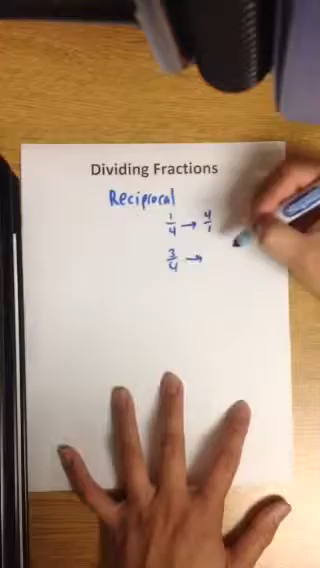 Dividing Fractions
Reciprocal
1/4 → 4/1
3/4 →